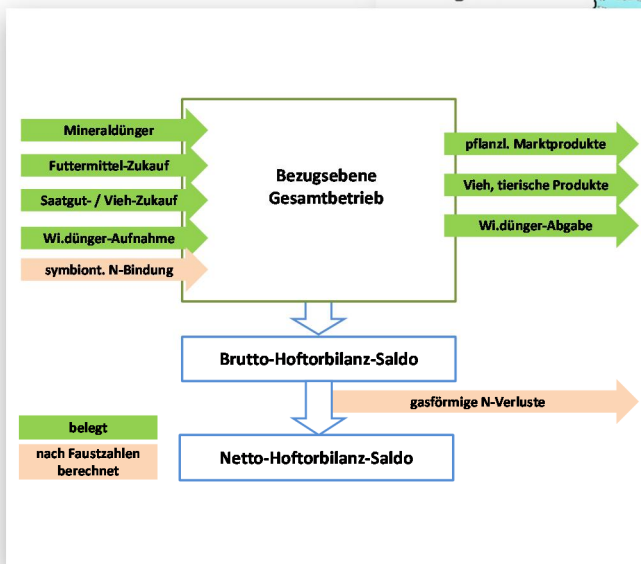 Mineraldünger
Futtermittel-Zukauf
Saatgut- / Vieh-Zukauf
Wi.dünger-Aufnahme
symbiont. N-Bindung
Bezugsebene
Gesamtbetrieb
pflanzl. Marktprodukte
Vieh, tierische Produkte
Wi.dünger-Abgabe
Brutto-Hoftorbilanz-Saldo
gasförmige N-Verluste
Netto-Hoftorbilanz-Saldo
belegt
nach Faustzahlen
berechnet